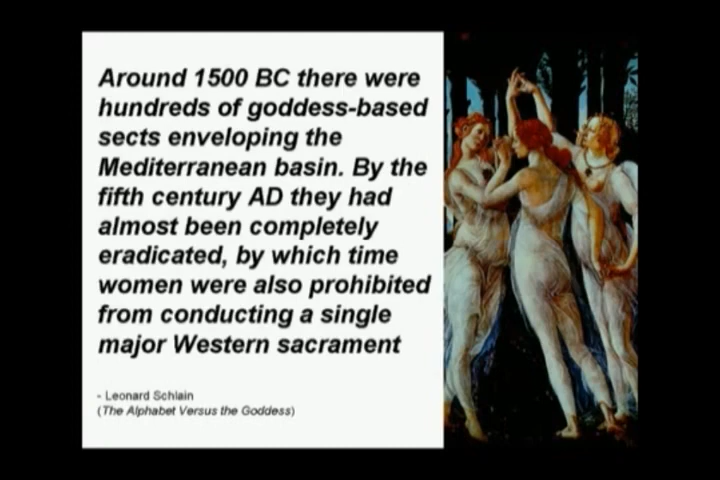 Around 1500 BC there were
hundreds of goddess-based
sects enveloping the
Mediterranean basin. By the
fifth century AD they had
almost been completely
eradicated, by which time
women were also prohibited
from conducting a single
major Western sacrament
- Leonard Schlain
(The Alphabet Versus the Goddess)